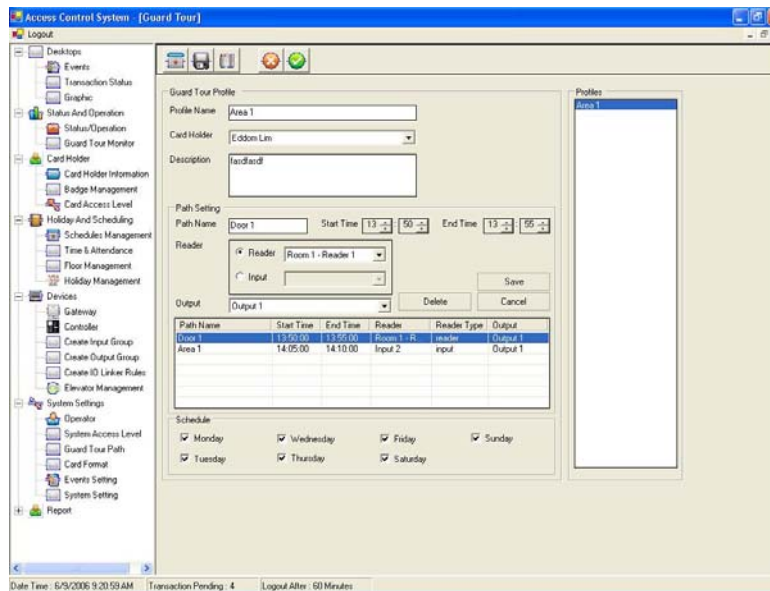 Access Control System - [Guard Tour]
Logout
Desktops
Events
Transaction Status
Graphic
Status And Operation
Status/Operation
Guard Tour Monitor
Card Holder
Card Holder Information
Badge Management
Card Access Level
Holiday And Scheduling
Schedules Management
Time & Attendance
Floor Management
Holiday Management
Devices
Gateway
Controller
Create Input Group
Create Output Group
Create IO Linker Rules
Elevator Management
System Settings
Operator
System Access Level
Guard Tour Path
Card Format
Events Setting
System Setting
Report
Guard Tour Profile
Profile Name Area 1
Card Holder Eddom Lim
Description fasdfasdf
Path Setting
Path Name Door 1 Start Time 13 : 50 End Time 13 : 55
Reader
Reader Room 1 - Reader 1
Input
Save
Output Output 1 Delete Cancel
Path Name Start Time End Time Reader Reader Type Output
Door 1 13:50:00 13:55:00 Room 1 - R... reader Output 1
Area 1 14:05:00 14:10:00 Input 2 input Output 1
Schedule
Monday Wednesday Friday Sunday
Tuesday Thursday Saturday
Profiles
Area 1
Date Time : 6/9/2006 9:20:59 AM Transaction Pending : 4 Logout After : 60 Minutes